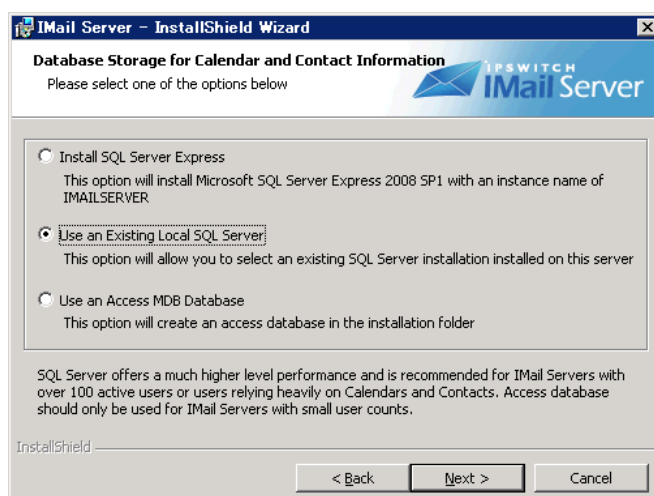 IMail Server - InstallShield Wizard
Database Storage for Calendar and Contact Information
Please select one of the options below
IPSWITCH
IMail Server
Install SQL Server Express
This option will install Microsoft SQL Server Express 2008 SP1 with an instance name of
IMAILSERVER
Use an Existing Local SQL Server
This option will allow you to select an existing SQL Server installation installed on this server
Use an Access MDB Database
This option will create an access database in the installation folder
SQL Server offers a much higher level performance and is recommended for IMail Servers with
over 100 active users or users relying heavily on Calendars and Contacts. Access database
should only be used for IMail Servers with small user counts.
InstallShield
< Back
Next >
Cancel